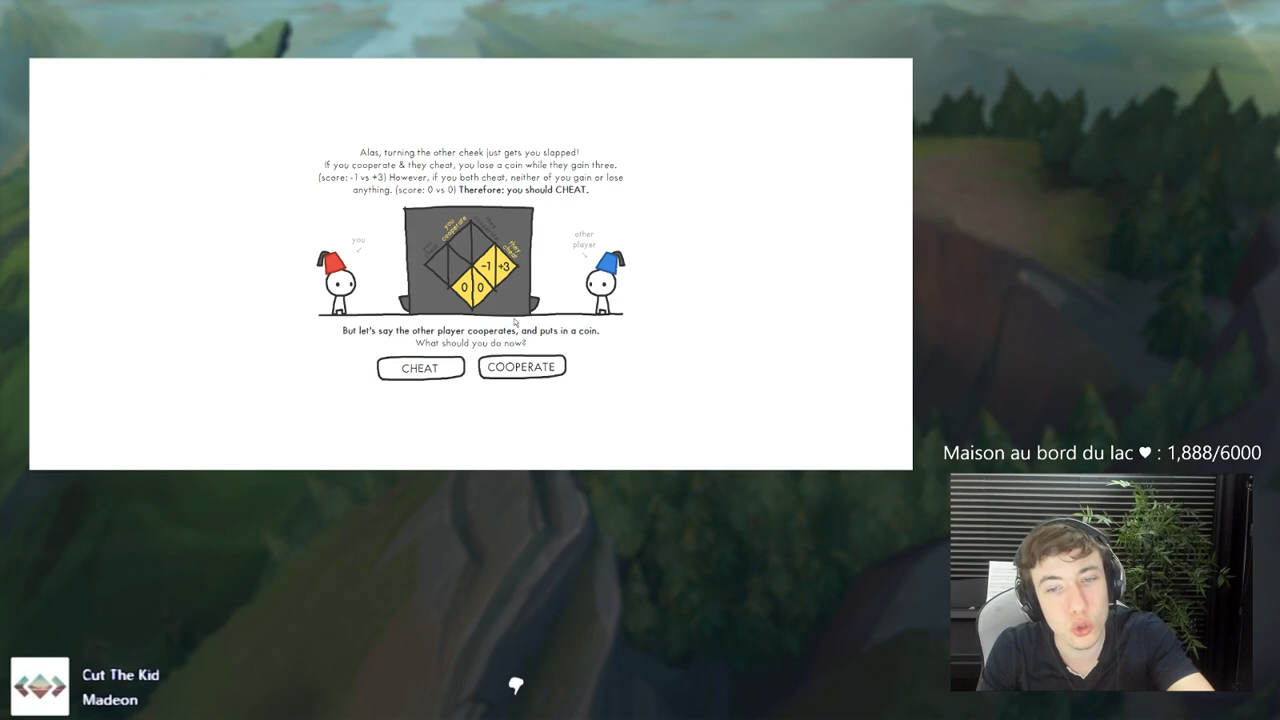 Alas, turning the other cheek just gets you slapped!
If you cooperate & they cheat, you lose a coin while they gain three.
(score: -1 vs +3) However, if you both cheat, neither of you gain or lose
anything. (score: 0 vs 0) Therefore: you should CHEAT.
you
other
player
you
cooperate
they
cheat
-1 +3
0 0
But let's say the other player cooperates, and puts in a coin.
What should you do now?
CHEAT COOPERATE
Maison au bord du lac ♥ : 1,888/6000
Cut The Kid
Madeon